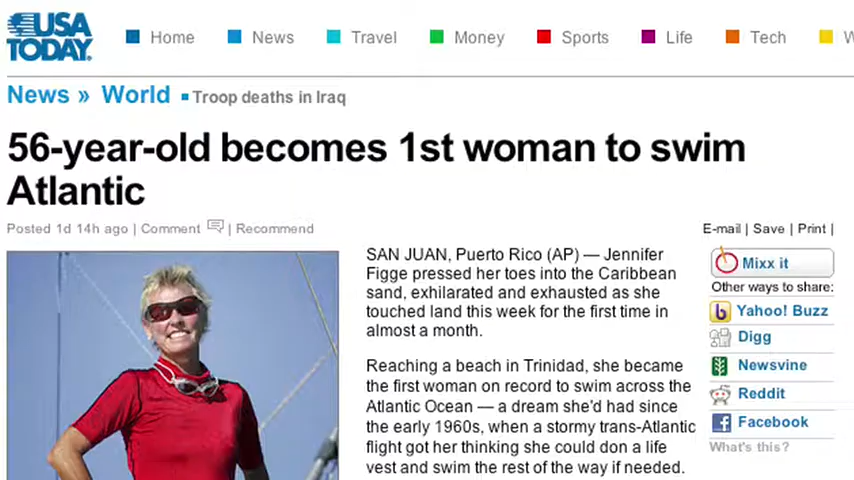 USA TODAY.
Home News Travel Money Sports Life Tech W
News » World Troop deaths in Iraq
56-year-old becomes 1st woman to swim
Atlantic
Posted 1d 14h ago | Comment | Recommend
E-mail | Save | Print |
SAN JUAN, Puerto Rico (AP) — Jennifer
Figge pressed her toes into the Caribbean
sand, exhilarated and exhausted as she
touched land this week for the first time in
almost a month.
Reaching a beach in Trinidad, she became
the first woman on record to swim across the
Atlantic Ocean — a dream she'd had since
the early 1960s, when a stormy trans-Atlantic
flight got her thinking she could don a life
vest and swim the rest of the way if needed.
Mixx it
Other ways to share:
Yahoo! Buzz
Digg
Newsvine
Reddit
Facebook
What's this?